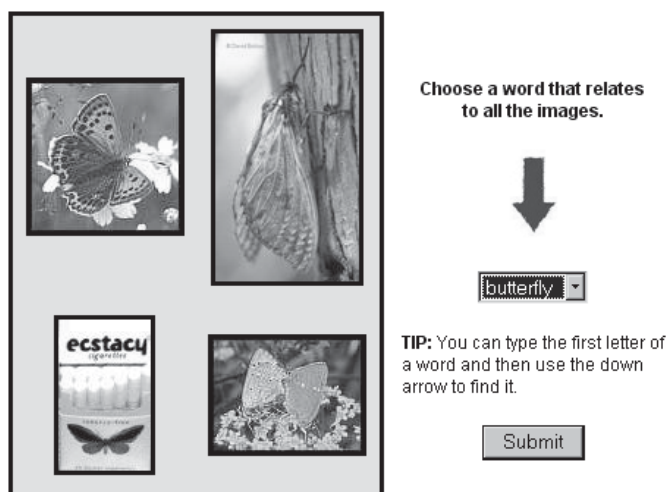 Choose a word that relates
to all the images.
butterfly
ecstacy
cigarettes
TIP: You can type the first letter of
a word and then use the down
arrow to find it.
Submit